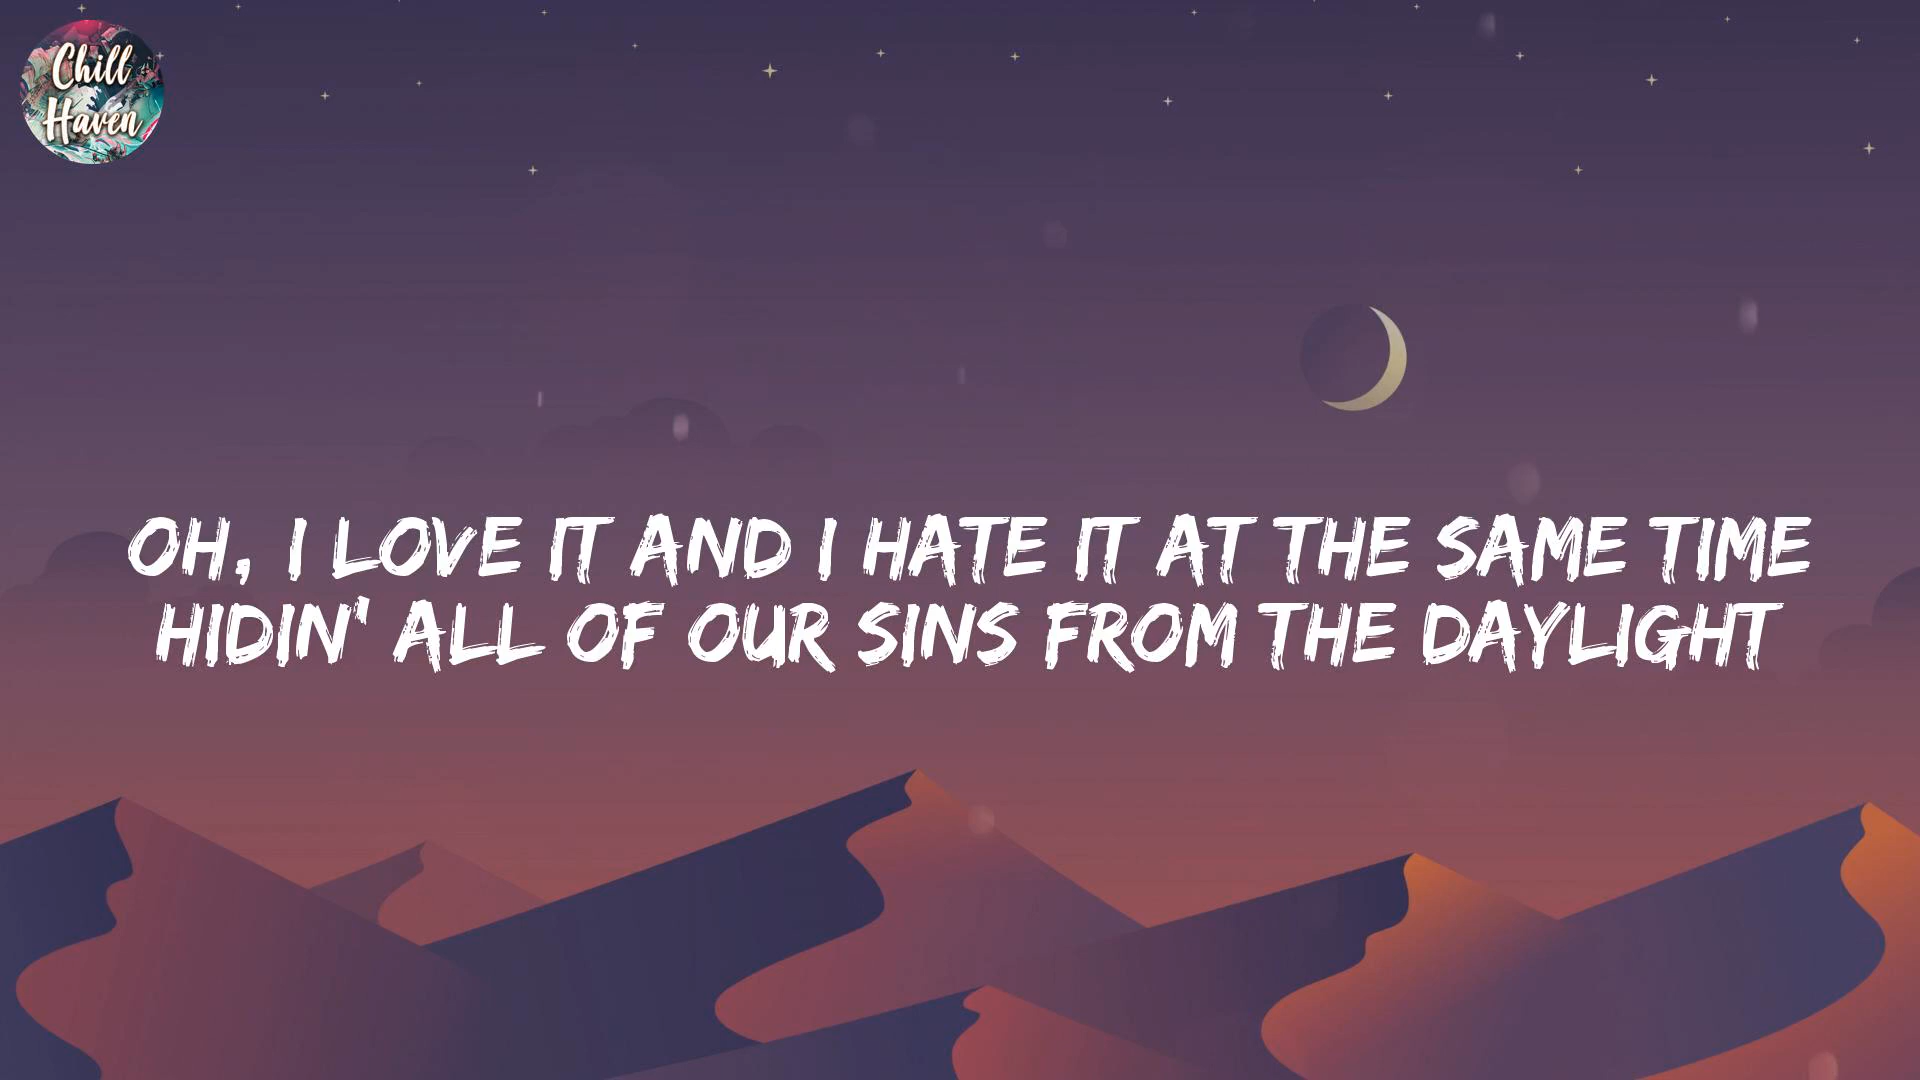 Chill
Haven
OH, I LOVE IT AND I HATE IT AT THE SAME TIME
HIDIN' ALL OF OUR SINS FROM THE DAYLIGHT